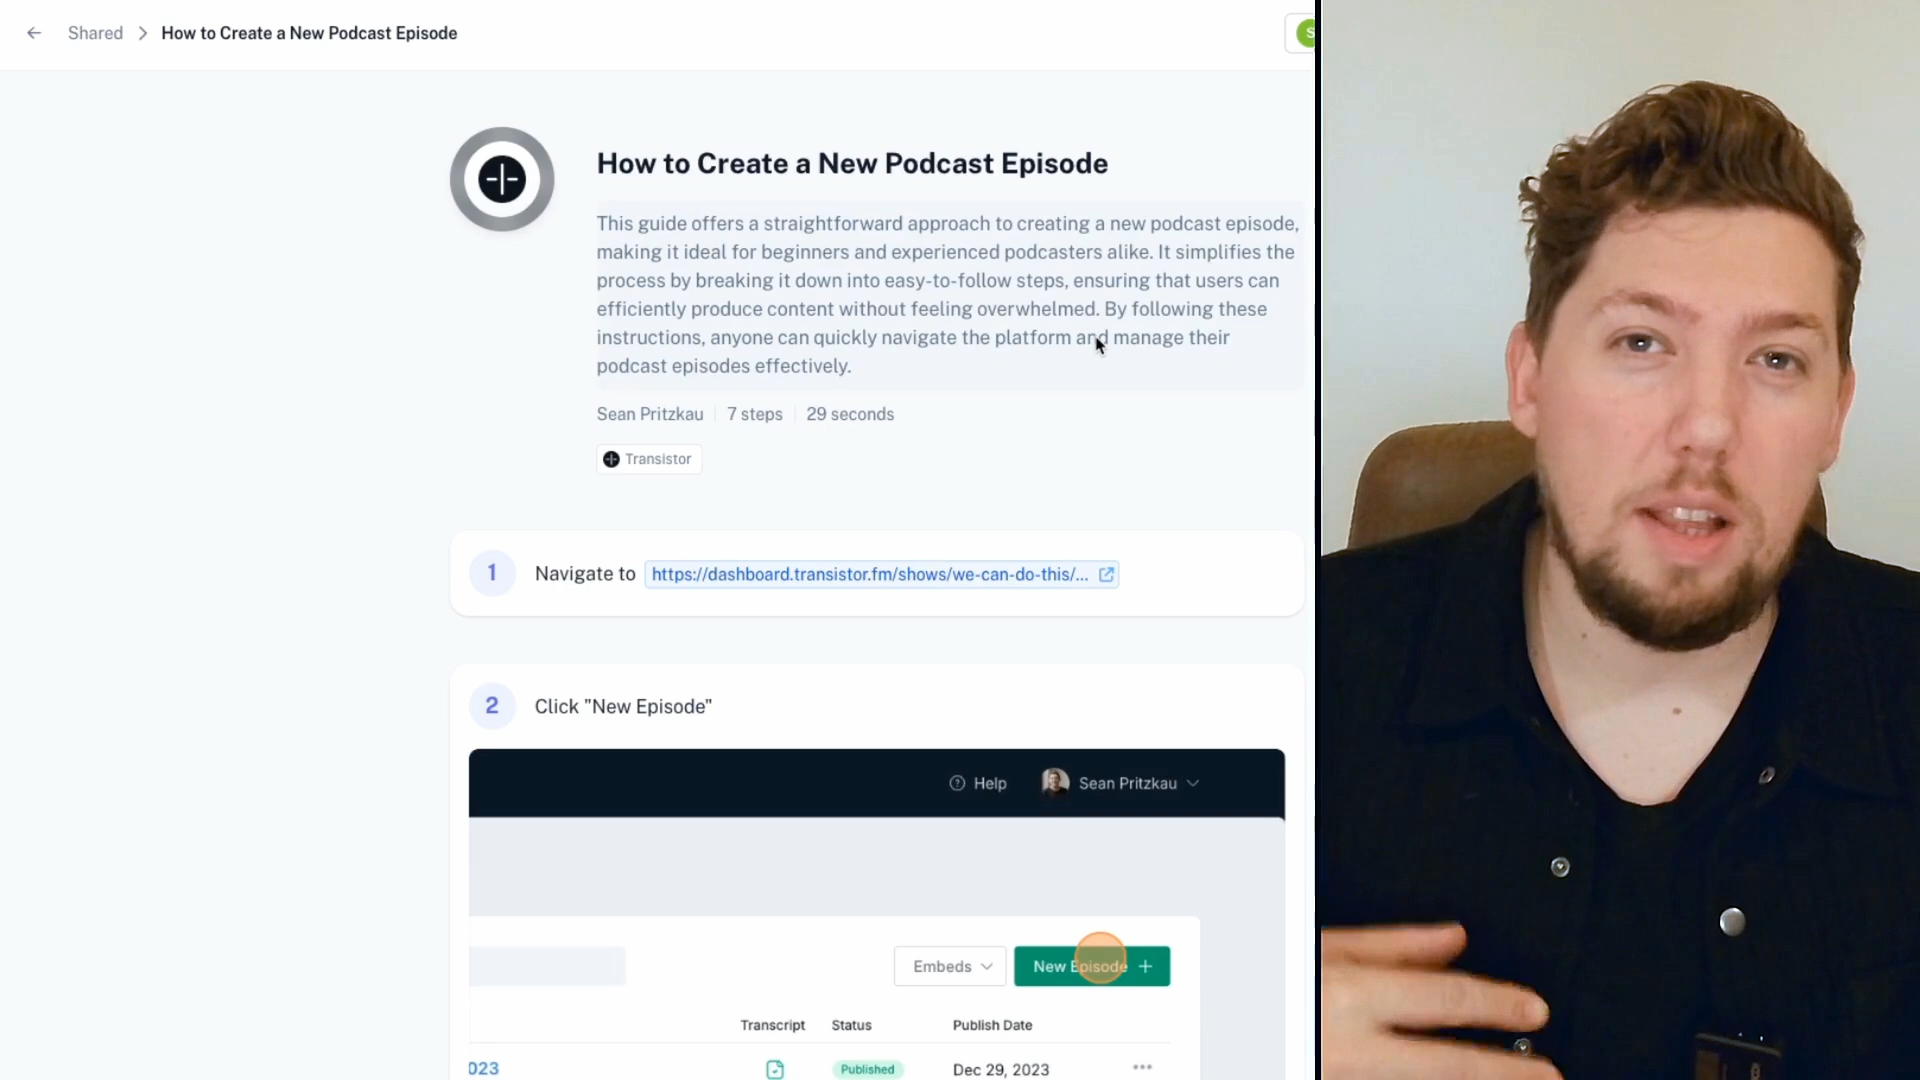 Shared
How to Create a New Podcast Episode
S
How to Create a New Podcast Episode
This guide offers a straightforward approach to creating a new podcast episode,
making it ideal for beginners and experienced podcasters alike. It simplifies the
process by breaking it down into easy-to-follow steps, ensuring that users can
efficiently produce content without feeling overwhelmed. By following these
instructions, anyone can quickly navigate the platform and manage their
podcast episodes effectively.
Sean Pritzkau 7 steps 29 seconds
Transistor
1 Navigate to https://dashboard.transistor.fm/shows/we-can-do-this/...
2 Click "New Episode"
Help Sean Pritzkau
Embeds New Episode +
Transcript Status Publish Date
023 Published Dec 29, 2023 •••